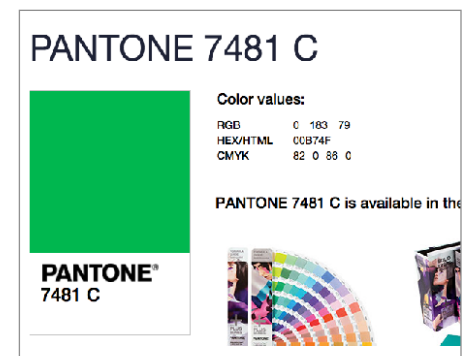 PANTONE 7481 C
Color values:
RGB 0 183 79
HEX/HTML 00B74F
CMYK 82 0 86 0
PANTONE 7481 C is available in the
PANTONE®
7481 C